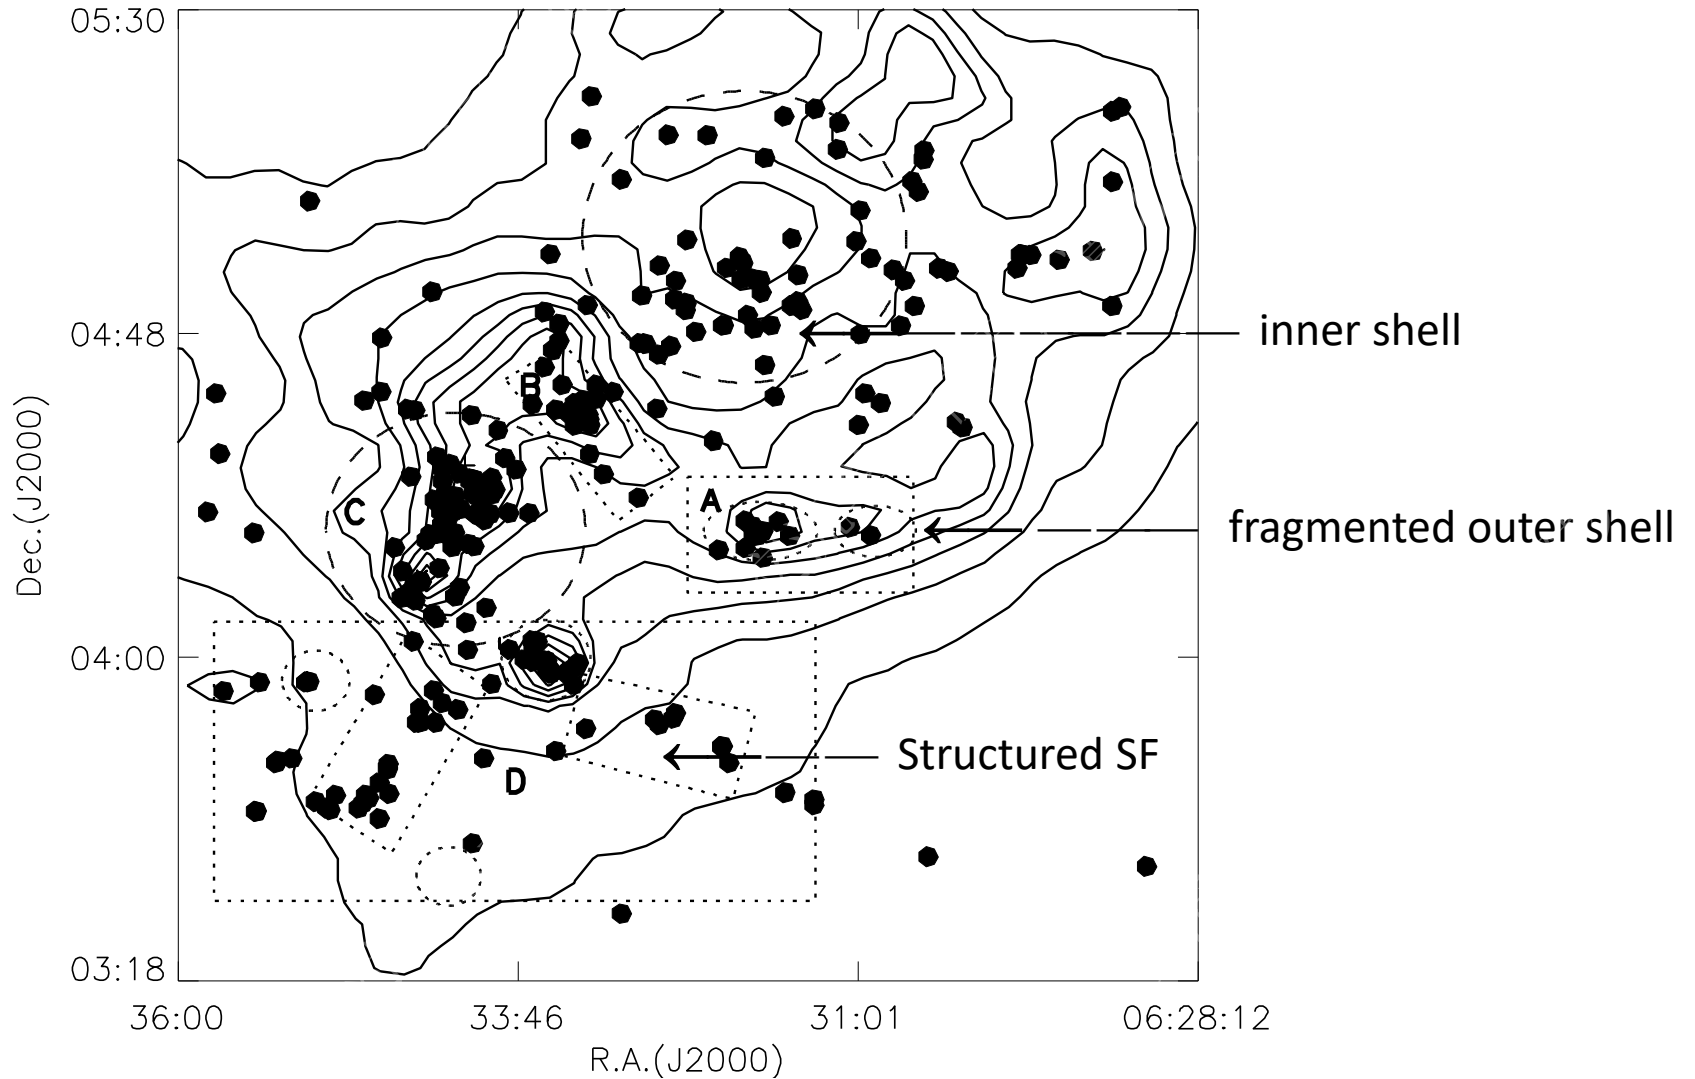 05:30
04:48
inner shell
B
A
C
fragmented outer shell
Dec.(J2000)
04:00
Structured SF
D
03:18
36:00
33:46
31:01
06:28:12
R.A.(J2000)